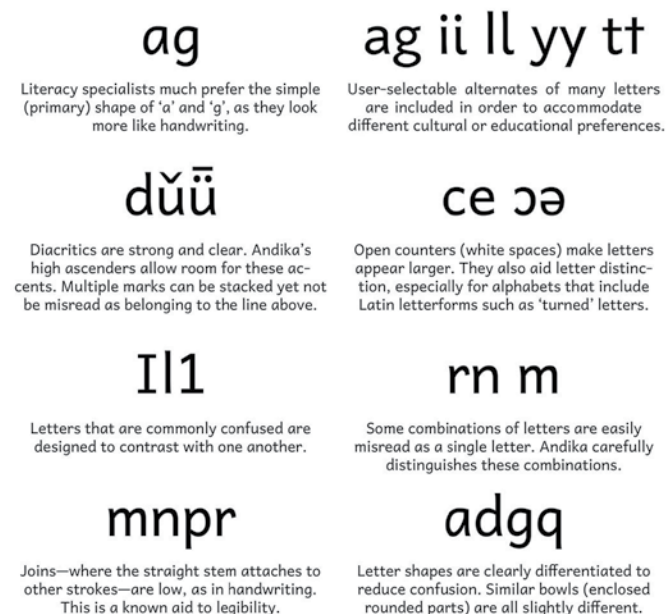 ag
Literacy specialists much prefer the simple
(primary) shape of ‘a’ and ‘g’, as they look
more like handwriting.
ag ii ll yy tt
User-selectable alternates of many letters
are included in order to accommodate
different cultural or educational preferences.
dǔǖ
Diacritics are strong and clear. Andika’s
high ascenders allow room for these ac-
cents. Multiple marks can be stacked yet not
be misread as belonging to the line above.
ce ɔə
Open counters (white spaces) make letters
appear larger. They also aid letter distinc-
tion, especially for alphabets that include
Latin letterforms such as ‘turned’ letters.
Il1
Letters that are commonly confused are
designed to contrast with one another.
rn m
Some combinations of letters are easily
misread as a single letter. Andika carefully
distinguishes these combinations.
mnpr
Joins—where the straight stem attaches to
other strokes—are low, as in handwriting.
This is a known aid to legibility.
adgq
Letter shapes are clearly differentiated to
reduce confusion. Similar bowls (enclosed
rounded parts) are all slightly different.